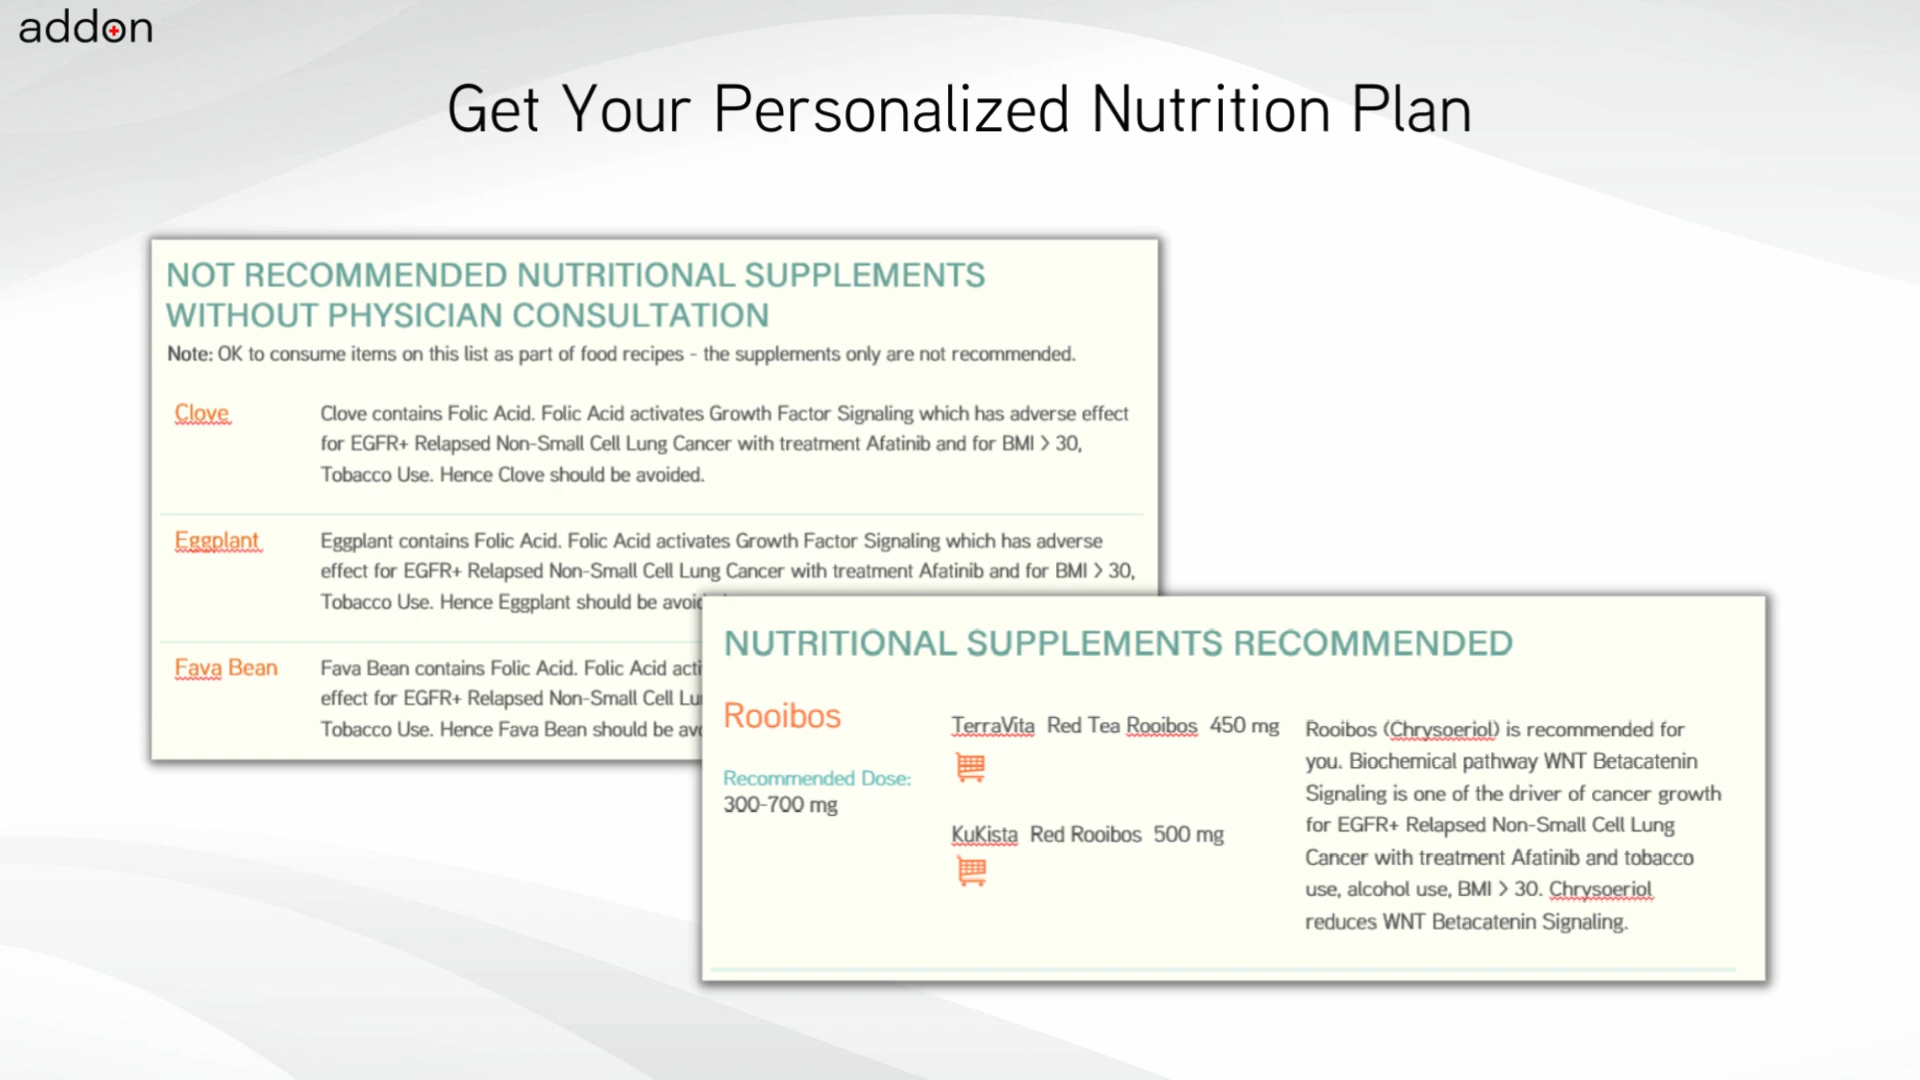 addon
Get Your Personalized Nutrition Plan
NOT RECOMMENDED NUTRITIONAL SUPPLEMENTS
WITHOUT PHYSICIAN CONSULTATION
Note: OK to consume items on this list as part of food recipes - the supplements only are not recommended.
Clove
Clove contains Folic Acid. Folic Acid activates Growth Factor Signaling which has adverse effect
for EGFR+ Relapsed Non-Small Cell Lung Cancer with treatment Afatinib and for BMI > 30,
Tobacco Use. Hence Clove should be avoided.
Eggplant
Eggplant contains Folic Acid. Folic Acid activates Growth Factor Signaling which has adverse
effect for EGFR+ Relapsed Non-Small Cell Lung Cancer with treatment Afatinib and for BMI > 30,
Tobacco Use. Hence Eggplant should be
Fava Bean
Fava Bean contains Folic Acid. Folic Acid
effect for EGFR+ Relapsed Non-Small Cell
Tobacco Use. Hence Fava Bean should be
NUTRITIONAL SUPPLEMENTS RECOMMENDED
Rooibos
Recommended Dose:
300-700 mg
TerraVita Red Tea Rooibos 450 mg
KuKista Red Rooibos 500 mg
Rooibos (Chrysoeriol) is recommended for
you. Biochemical pathway WNT Betacatenin
Signaling is one of the driver of cancer growth
for EGFR+ Relapsed Non-Small Cell Lung
Cancer with treatment Afatinib and tobacco
use, alcohol use, BMI > 30. Chrysoeriol
reduces WNT Betacatenin Signaling.